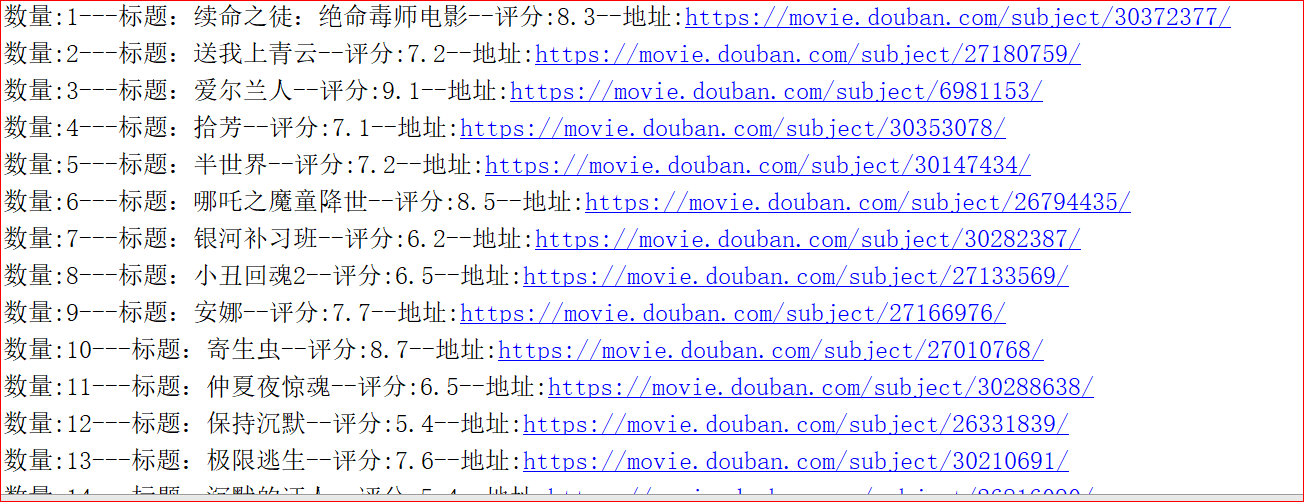 数量:1---标题：续命之徒：绝命毒师电影--评分:8.3--地址:https://movie.douban.com/subject/30372377/
数量:2---标题：送我上青云--评分:7.2--地址:https://movie.douban.com/subject/27180759/
数量:3---标题：爱尔兰人--评分:9.1--地址:https://movie.douban.com/subject/6981153/
数量:4---标题：拾芳--评分:7.1--地址:https://movie.douban.com/subject/30353078/
数量:5---标题：半世界--评分:7.2--地址:https://movie.douban.com/subject/30147434/
数量:6---标题：哪吒之魔童降世--评分:8.5--地址:https://movie.douban.com/subject/26794435/
数量:7---标题：银河补习班--评分:6.2--地址:https://movie.douban.com/subject/30282387/
数量:8---标题：小丑回魂2--评分:6.5--地址:https://movie.douban.com/subject/27133569/
数量:9---标题：安娜--评分:7.7--地址:https://movie.douban.com/subject/27166976/
数量:10---标题：寄生虫--评分:8.7--地址:https://movie.douban.com/subject/27010768/
数量:11---标题：仲夏夜惊魂--评分:6.5--地址:https://movie.douban.com/subject/30288638/
数量:12---标题：保持沉默--评分:5.4--地址:https://movie.douban.com/subject/26331839/
数量:13---标题：极限逃生--评分:7.6--地址:https://movie.douban.com/subject/30210691/